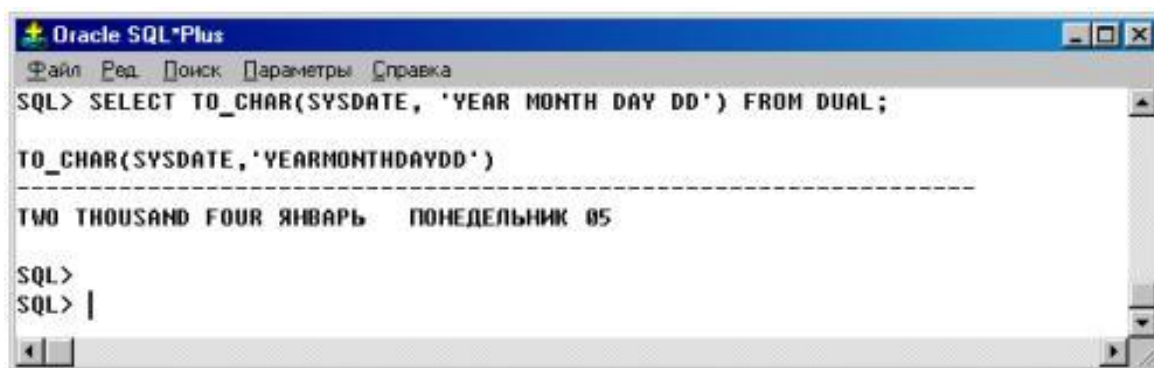 Oracle SQL*Plus
Файл Ред. Поиск Параметры Справка
SQL> SELECT TO_CHAR(SYSDATE, 'YEAR MONTH DAY DD') FROM DUAL;
TO_CHAR(SYSDATE,'YEARMONTHDAYDD')
------------------------------------------------------------------
TWO THOUSAND FOUR ЯНВАРЬ   ПОНЕДЕЛЬНИК 05
SQL>
SQL>